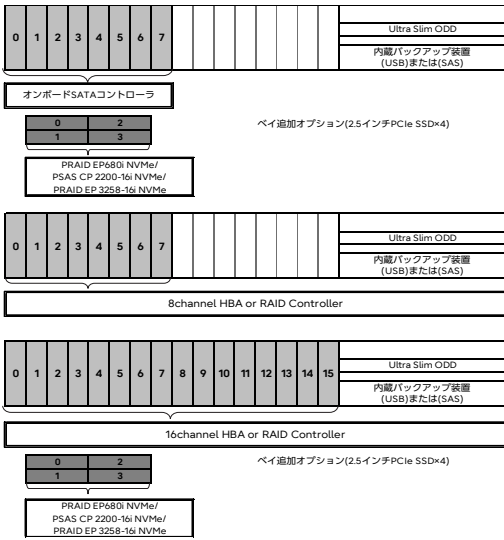 0 1 2 3 4 5 6 7
Ultra Slim ODD
内蔵バックアップ装置
(USB)または(SAS)
オンボードSATAコントローラ
0 2
1 3
ベイ追加オプション(2.5インチPCIe SSD×4)
PRAID EP680i NVMe/
PSAS CP 2200-16i NVMe/
PRAID EP 3258-16i NVMe
0 1 2 3 4 5 6 7
Ultra Slim ODD
内蔵バックアップ装置
(USB)または(SAS)
8channel HBA or RAID Controller
0 1 2 3 4 5 6 7 8 9 10 11 12 13 14 15
Ultra Slim ODD
内蔵バックアップ装置
(USB)または(SAS)
16channel HBA or RAID Controller
0 2
1 3
ベイ追加オプション(2.5インチPCIe SSD×4)
PRAID EP680i NVMe/
PSAS CP 2200-16i NVMe/
PRAID EP 3258-16i NVMe